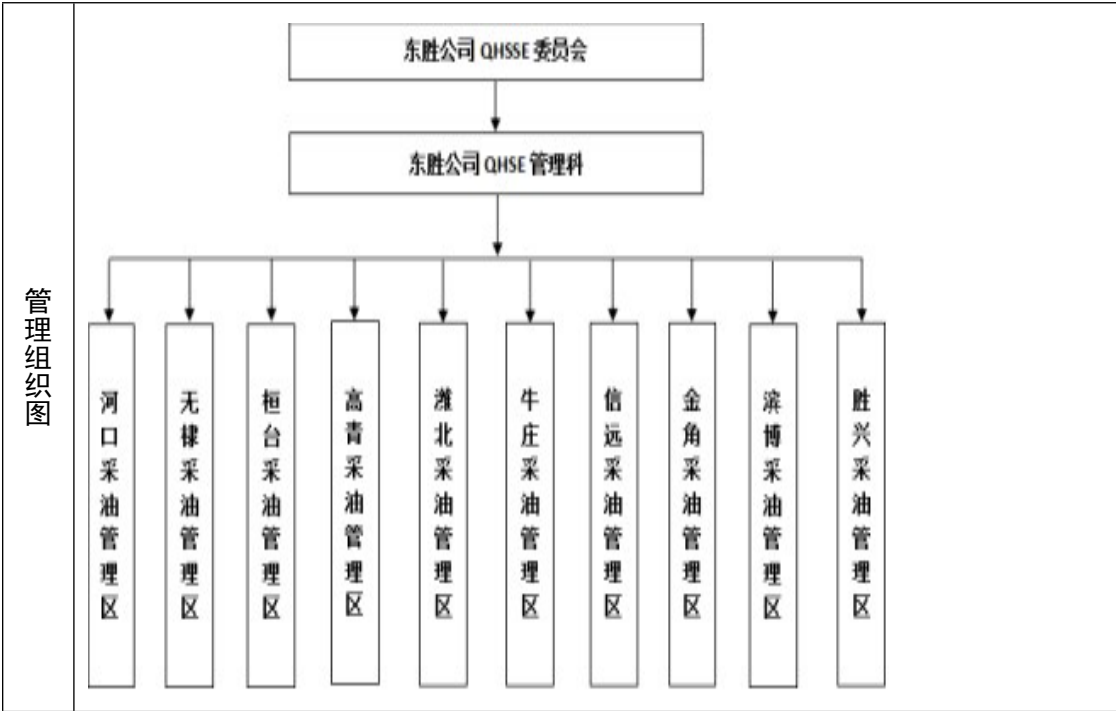 管理组织图
东胜公司 QHSSE 委员会
东胜公司 QHSE 管理科
河口采油管理区
无棣采油管理区
桓台采油管理区
高青采油管理区
潍北采油管理区
牛庄采油管理区
信远采油管理区
金角采油管理区
滨博采油管理区
胜兴采油管理区